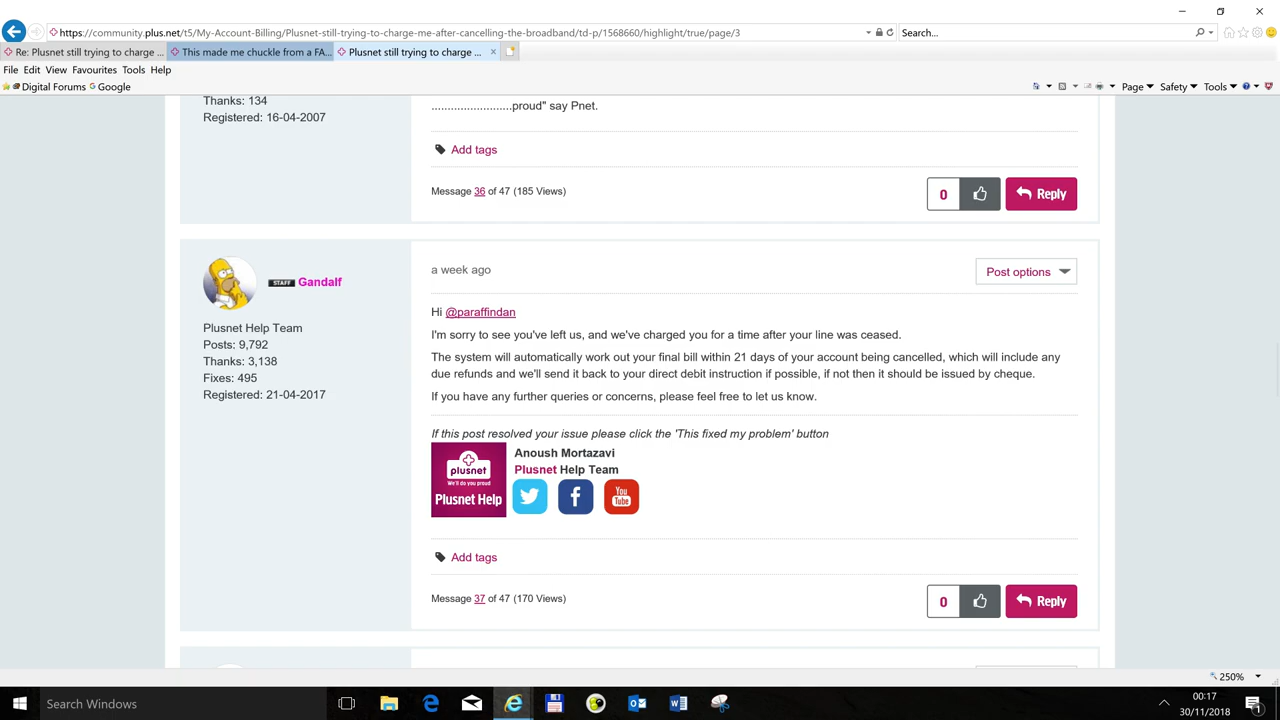 https://community.plus.net/t5/My-Account-Billing/Plusnet-still-trying-to-charge-me-after-cancelling-the-broadband/td-p/1568660/highlight/true/page/3
Search...
Re: Plusnet still trying to charge ...
This made me chuckle from a FA...
Plusnet still trying to charge ...
File Edit View Favourites Tools Help
Digital Forums Google
Page Safety Tools
Thanks: 134
Registered: 16-04-2007
.........................proud" say Pnet.
Add tags
Message 36 of 47 (185 Views)
0
Reply
STAFF Gandalf
Plusnet Help Team
Posts: 9,792
Thanks: 3,138
Fixes: 495
Registered: 21-04-2017
a week ago
Post options
Hi @paraffindan
I'm sorry to see you've left us, and we've charged you for a time after your line was ceased.
The system will automatically work out your final bill within 21 days of your account being cancelled, which will include any
due refunds and we'll send it back to your direct debit instruction if possible, if not then it should be issued by cheque.
If you have any further queries or concerns, please feel free to let us know.
If this post resolved your issue please click the 'This fixed my problem' button
plusnet
We'll do you proud
Plusnet Help
Anoush Mortazavi
Plusnet Help Team
You
Tube
Add tags
Message 37 of 47 (170 Views)
0
Reply
250%
Search Windows
00:17
30/11/2018
1